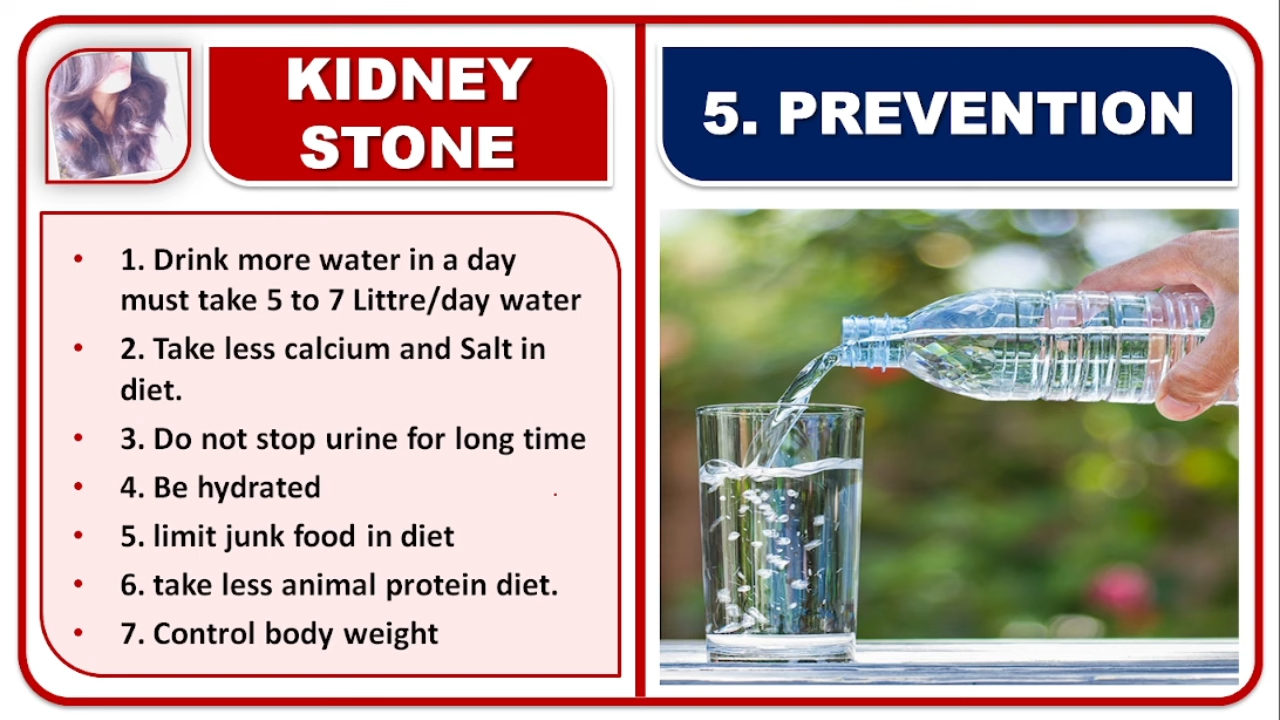 KIDNEY
STONE
5. PREVENTION
• 1. Drink more water in a day
must take 5 to 7 Littre/day water
• 2. Take less calcium and Salt in
diet.
• 3. Do not stop urine for long time
• 4. Be hydrated
• 5. limit junk food in diet
• 6. take less animal protein diet.
• 7. Control body weight